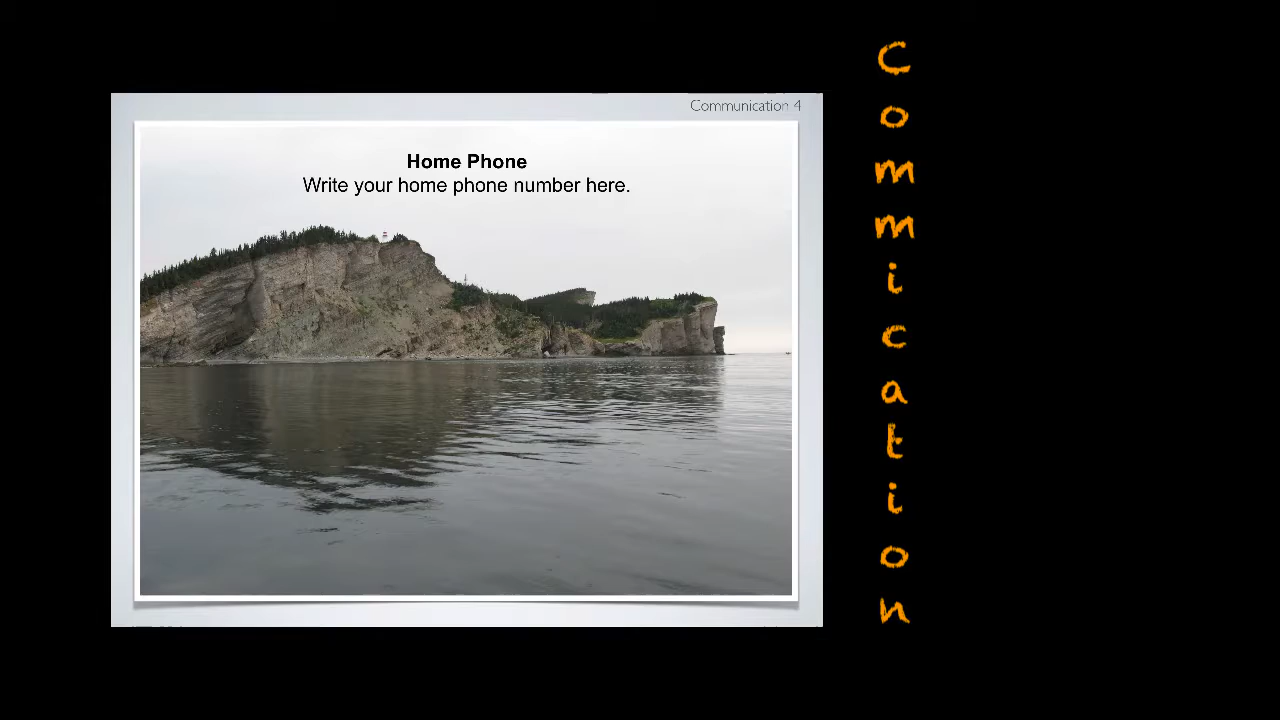 Communication 4
Home Phone
Write your home phone number here.
C
o
m
m
i
c
a
t
i
o
n